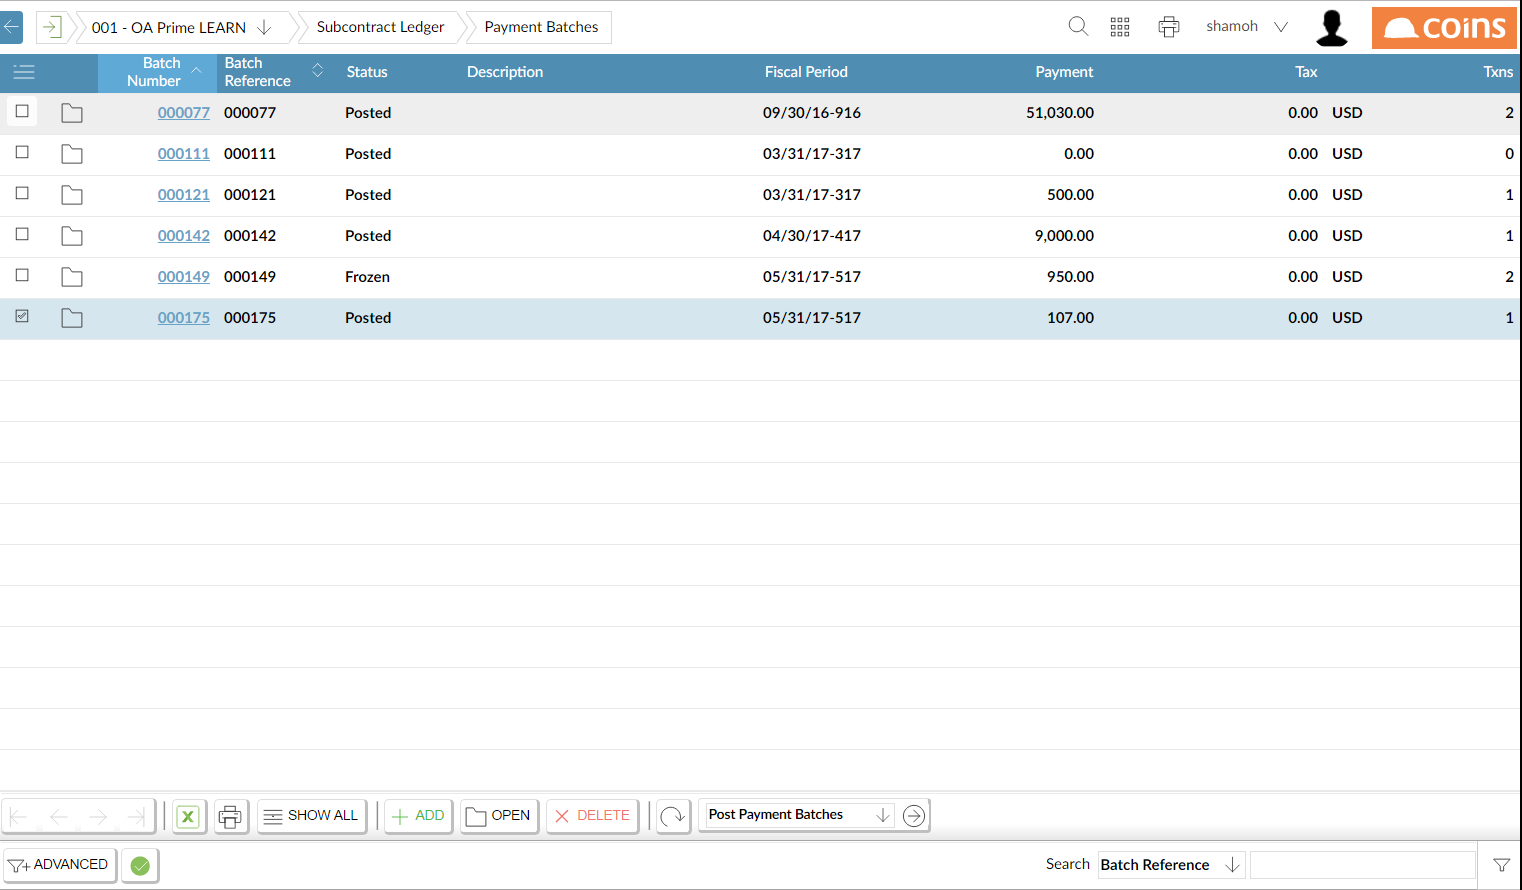 001 - OA Prime LEARN Subcontract Ledger Payment Batches shamoh coins
Batch Number Batch Reference Status Description Fiscal Period Payment Tax Txns
000077 000077 Posted 09/30/16-916 51,030.00 0.00 USD 2
000111 000111 Posted 03/31/17-317 0.00 0.00 USD 0
000121 000121 Posted 03/31/17-317 500.00 0.00 USD 1
000142 000142 Posted 04/30/17-417 9,000.00 0.00 USD 1
000149 000149 Frozen 05/31/17-517 950.00 0.00 USD 2
000175 000175 Posted 05/31/17-517 107.00 0.00 USD 1
SHOW ALL ADD OPEN DELETE Post Payment Batches
ADVANCED Search Batch Reference